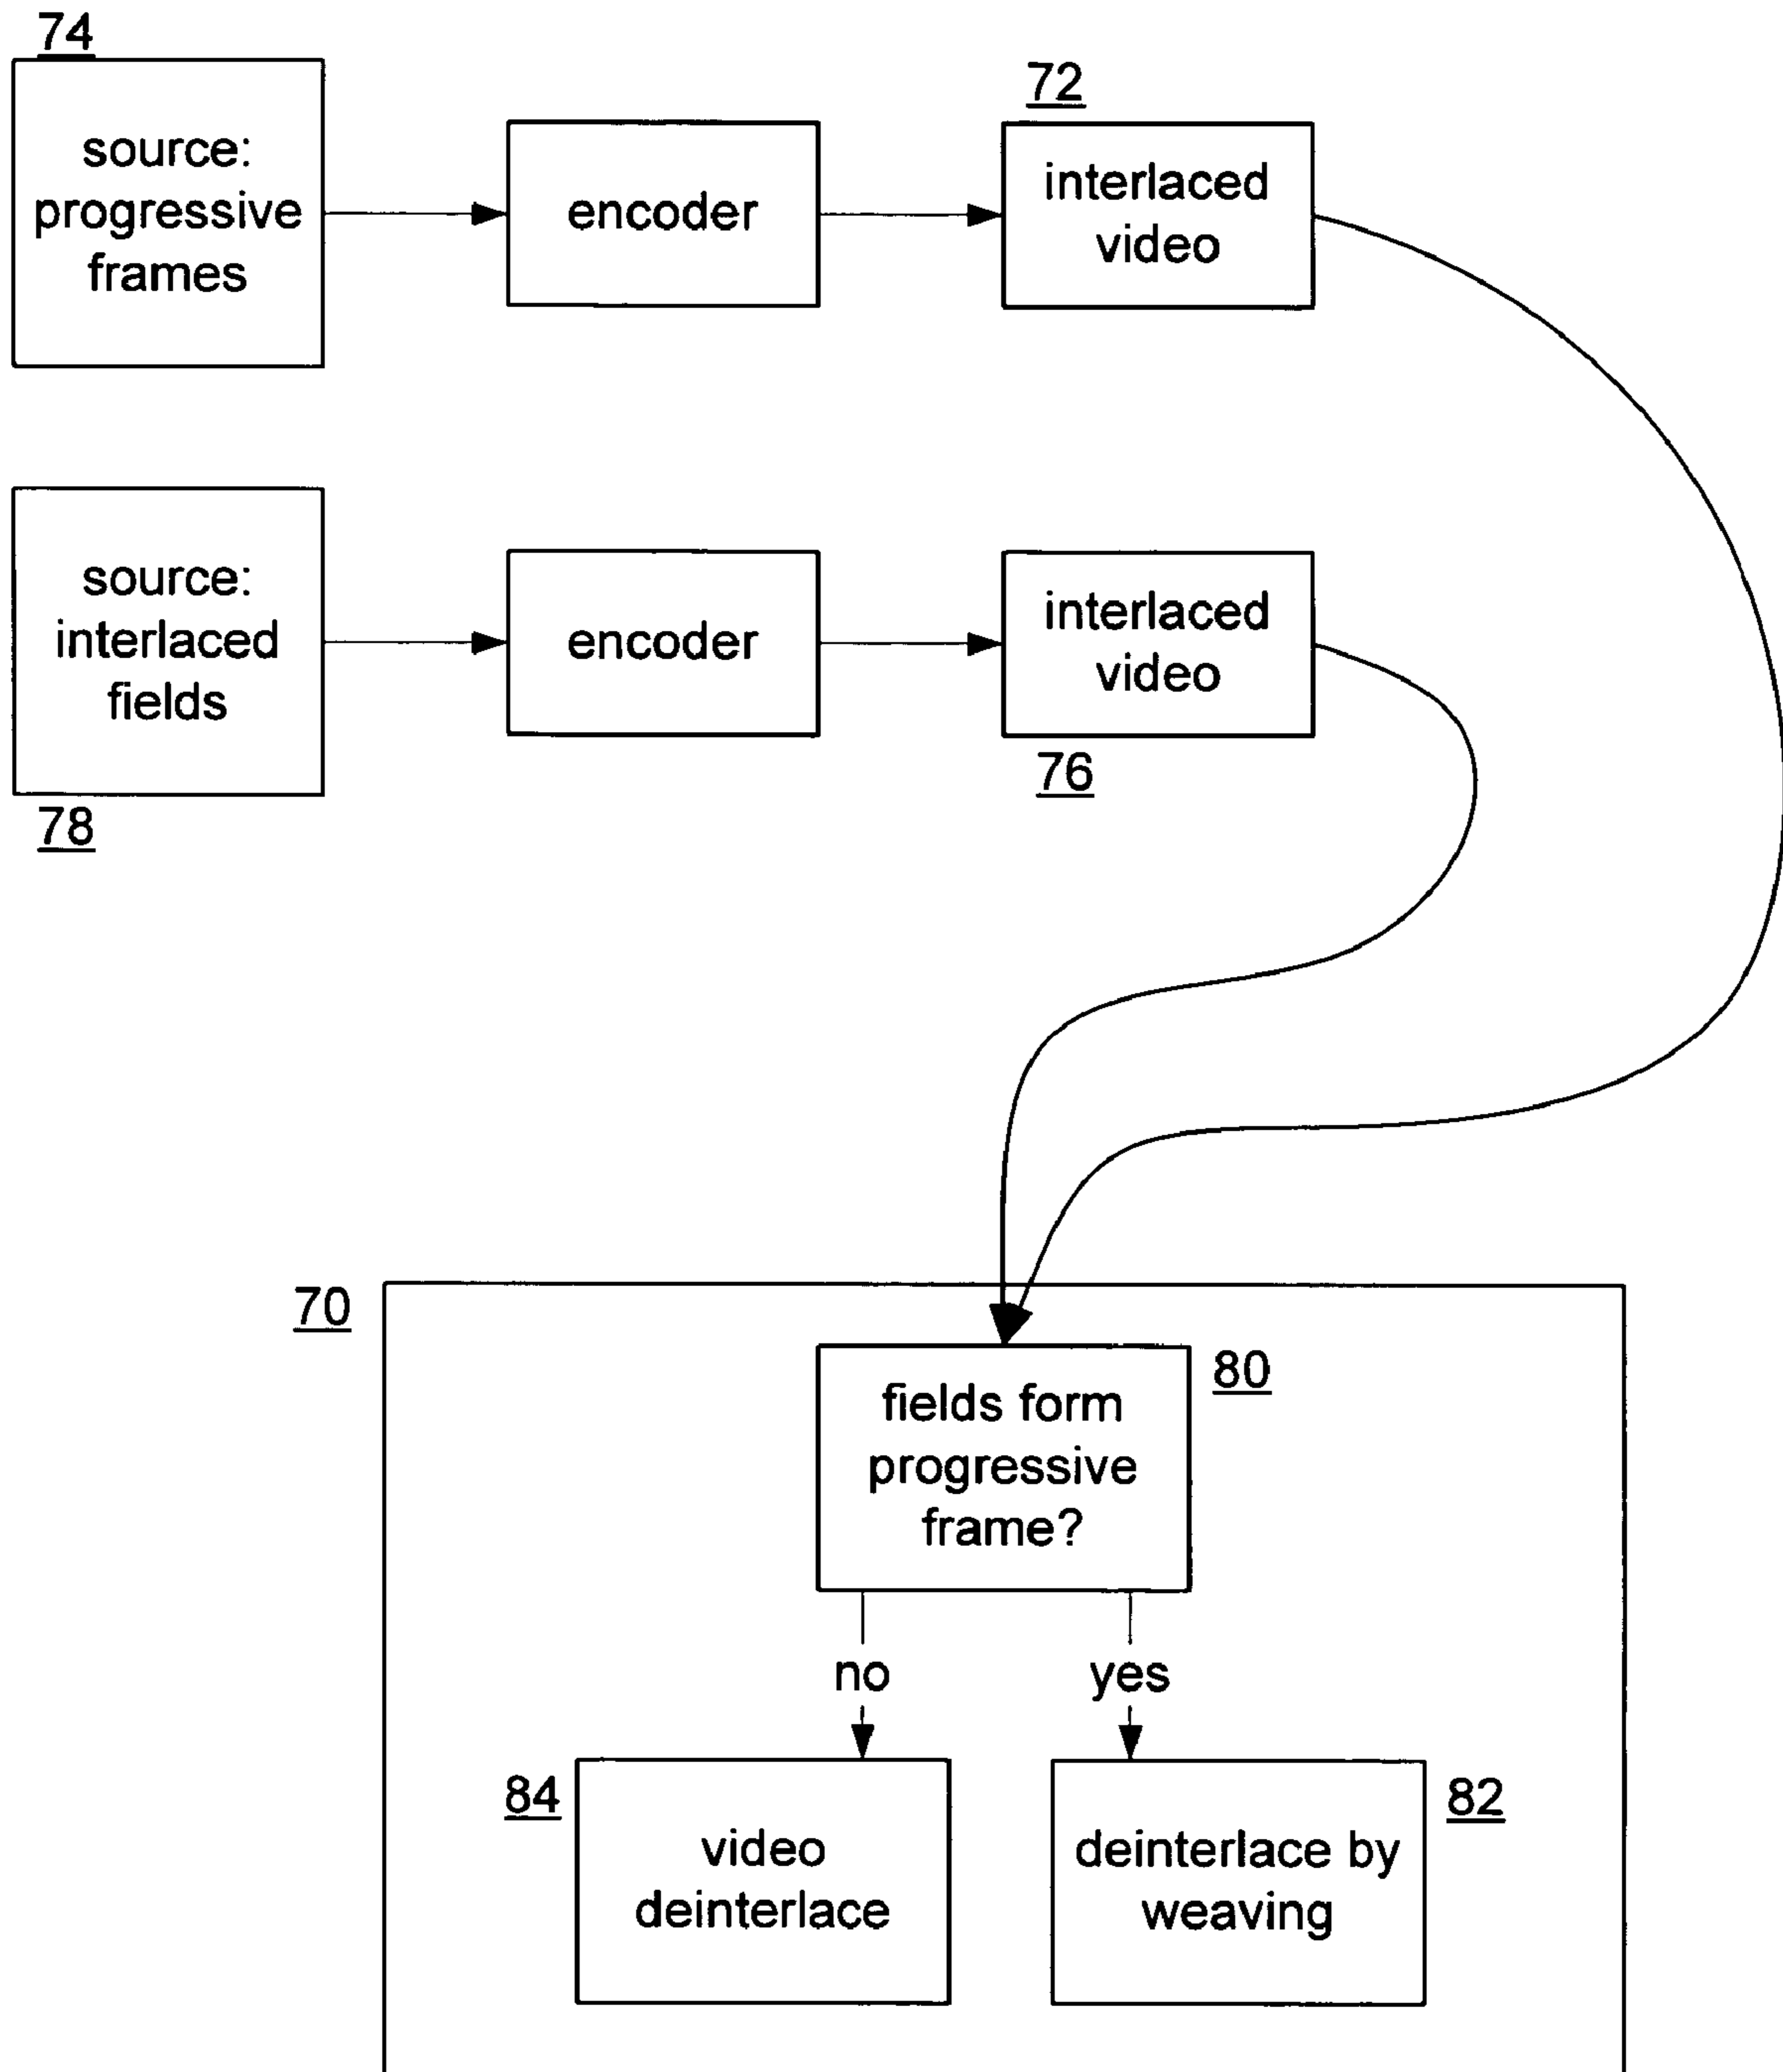 74
source:
progressive
frames
encoder
72
interlaced
video
source:
interlaced
fields
78
encoder
interlaced
video
76
70
fields form
progressive
frame?
80
no
yes
84
video
deinterlace
deinterlace by
weaving
82